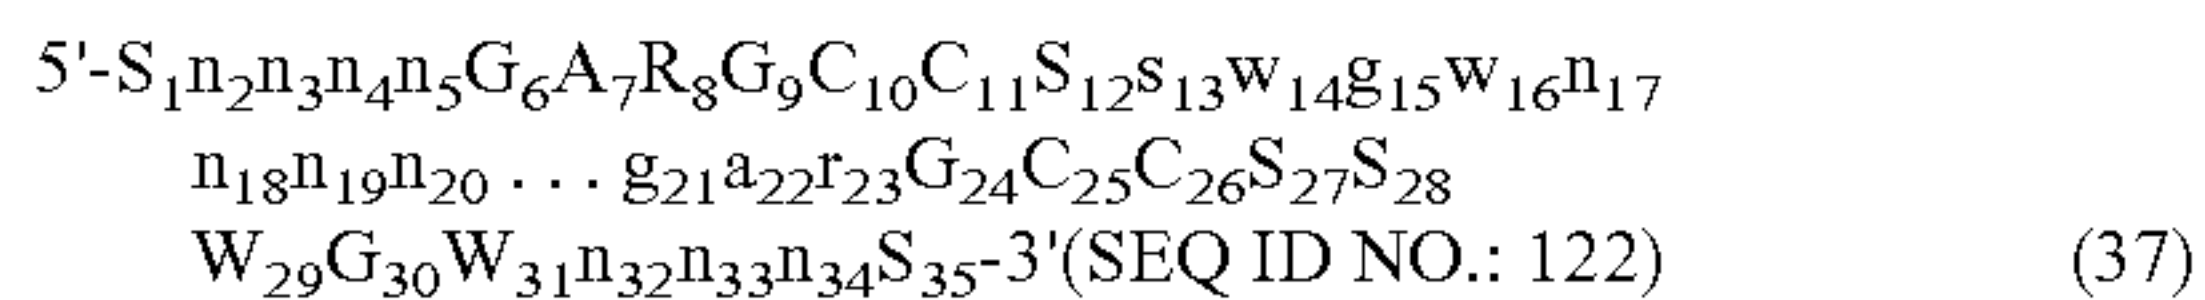 5'-S₁n₂n₃n₄n₅G₆A₇R₈G₉C₁₀C₁₁S₁₂s₁₃w₁₄g₁₅w₁₆n₁₇
n₁₈n₁₉n₂₀ . . . g₂₁a₂₂r₂₃G₂₄C₂₅C₂₆S₂₇S₂₈
W₂₉G₃₀W₃₁n₃₂n₃₃n₃₄S₃₅-3'(SEQ ID NO.: 122) (37)